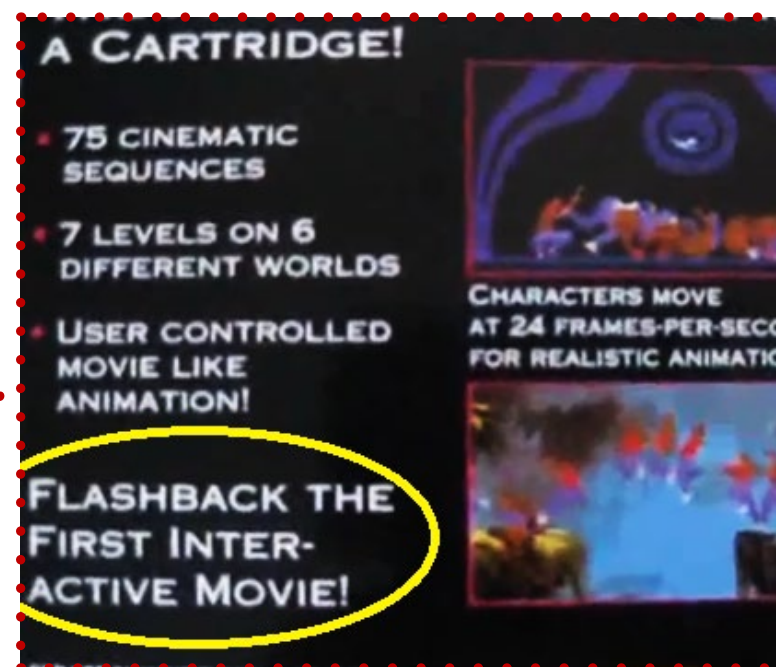 A CARTRIDGE!
75 CINEMATIC
SEQUENCES
7 LEVELS ON 6
DIFFERENT WORLDS
USER CONTROLLED
MOVIE LIKE
ANIMATION!
FLASHBACK THE
FIRST INTER-
ACTIVE MOVIE!
CHARACTERS MOVE
AT 24 FRAMES-PER-SECO
FOR REALISTIC ANIMATIO